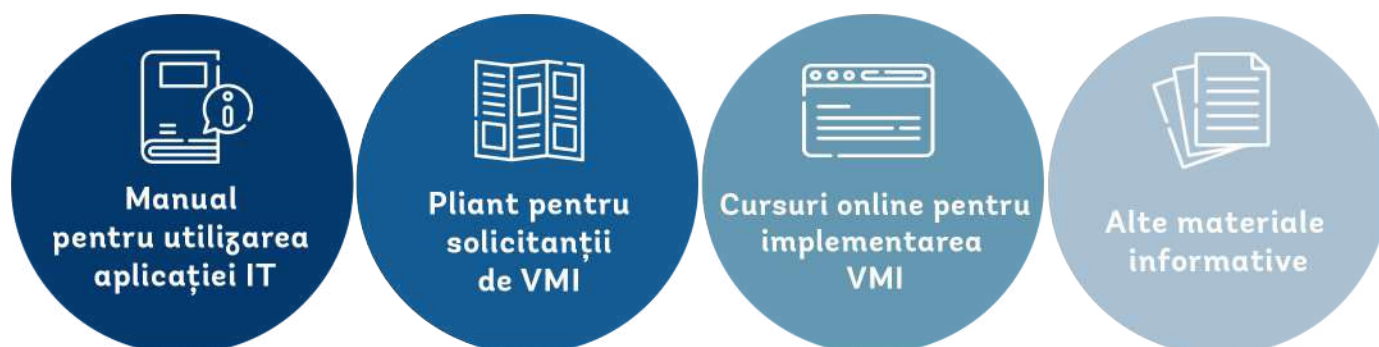 Manual
pentru utilizarea
aplicației IT
Pliant pentru
solicitanții
de VMI
Cursuri online pentru
implementarea
VMI
Alte materiale
informative